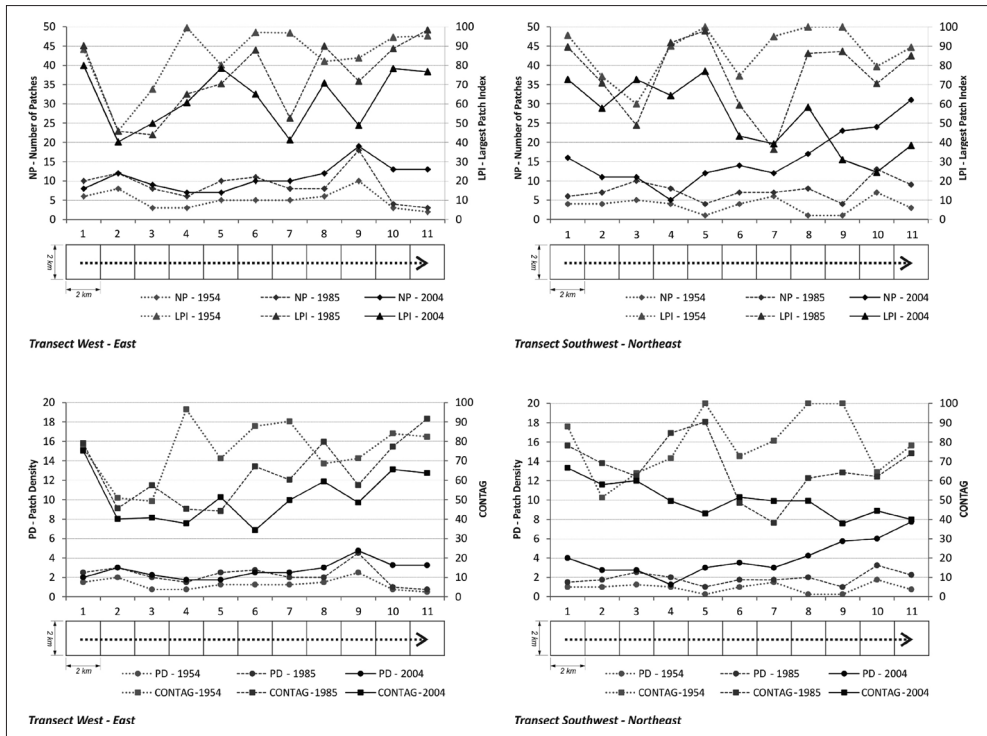 50
45
40
35
30
25
20
15
10
5
0
NP - Number of Patches
100
90
80
70
60
50
40
30
20
10
0
LPI - Largest Patch Index
1 2 3 4 5 6 7 8 9 10 11
2 km
2 km
NP - 1954 NP - 1985 NP - 2004
LPI - 1954 LPI - 1985 LPI - 2004
Transect West - East
50
45
40
35
30
25
20
15
10
5
0
NP - Number of Patches
100
90
80
70
60
50
40
30
20
10
0
LPI - Largest Patch Index
1 2 3 4 5 6 7 8 9 10 11
2 km
2 km
NP - 1954 NP - 1985 NP - 2004
LPI - 1954 LPI - 1985 LPI - 2004
Transect Southwest - Northeast
20
18
16
14
12
10
8
6
4
2
0
PD - Patch Density
100
90
80
70
60
50
40
30
20
10
0
CONTAG
1 2 3 4 5 6 7 8 9 10 11
2 km
2 km
PD - 1954 PD - 1985 PD - 2004
CONTAG-1954 CONTAG-1985 CONTAG-2004
Transect West - East
20
18
16
14
12
10
8
6
4
2
0
PD - Patch Density
100
90
80
70
60
50
40
30
20
10
0
CONTAG
1 2 3 4 5 6 7 8 9 10 11
2 km
2 km
PD - 1954 PD - 1985 PD - 2004
CONTAG-1954 CONTAG-1985 CONTAG-2004
Transect Southwest - Northeast